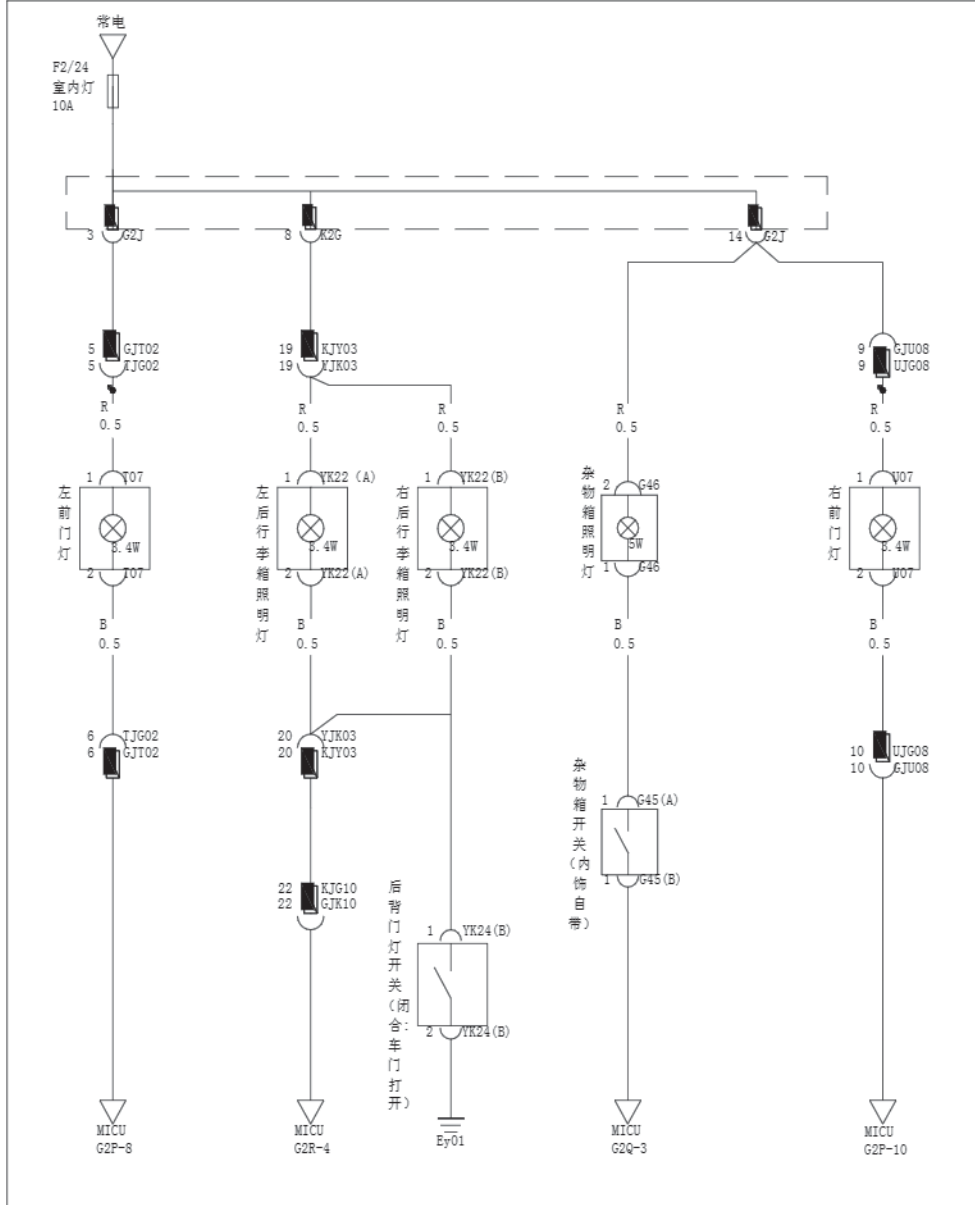 常电
F2/24
室内灯
10A
3 G2J
8 K2G
14 G2J
5 GJT02
5 TJG02
19 KJY03
19 YJK03
9 GJU08
9 UJG08
R
0.5
R
0.5
R
0.5
R
0.5
R
0.5
1 T07
左前门灯
3.4W
2 T07
1 YK22 (A)
左后行李箱照明灯
3.4W
2 YK22(A)
1 YK22(B)
右后行李箱照明灯
3.4W
2 YK22(B)
2 G46
杂物箱照明灯
5W
1 G46
1 U07
右前门灯
3.4W
2 U07
B
0.5
B
0.5
B
0.5
B
0.5
B
0.5
6 TJG02
6 GJT02
20 YJK03
20 KJY03
10 UJG08
10 GJU08
杂物箱开关（内饰自带）
1 G45(A)
1 G45(B)
22 KJG10
22 GJK10
后背门灯开关（闭合：车门打开）
1 YK24(B)
2 YK24(B)
MICU
G2P-8
MICU
G2R-4
Ey01
MICU
G2Q-3
MICU
G2P-10